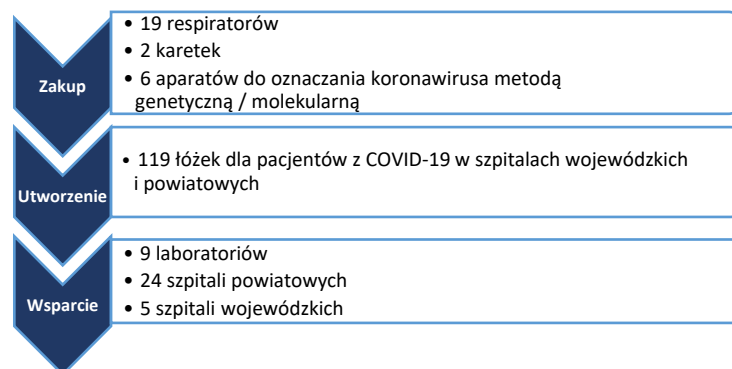 Zakup
• 19 respiratorów
• 2 karetek
• 6 aparatów do oznaczania koronawirusa metodą
genetyczną / molekularną
Utworzenie
• 119 łóżek dla pacjentów z COVID-19 w szpitalach wojewódzkich
i powiatowych
Wsparcie
• 9 laboratoriów
• 24 szpitali powiatowych
• 5 szpitali wojewódzkich